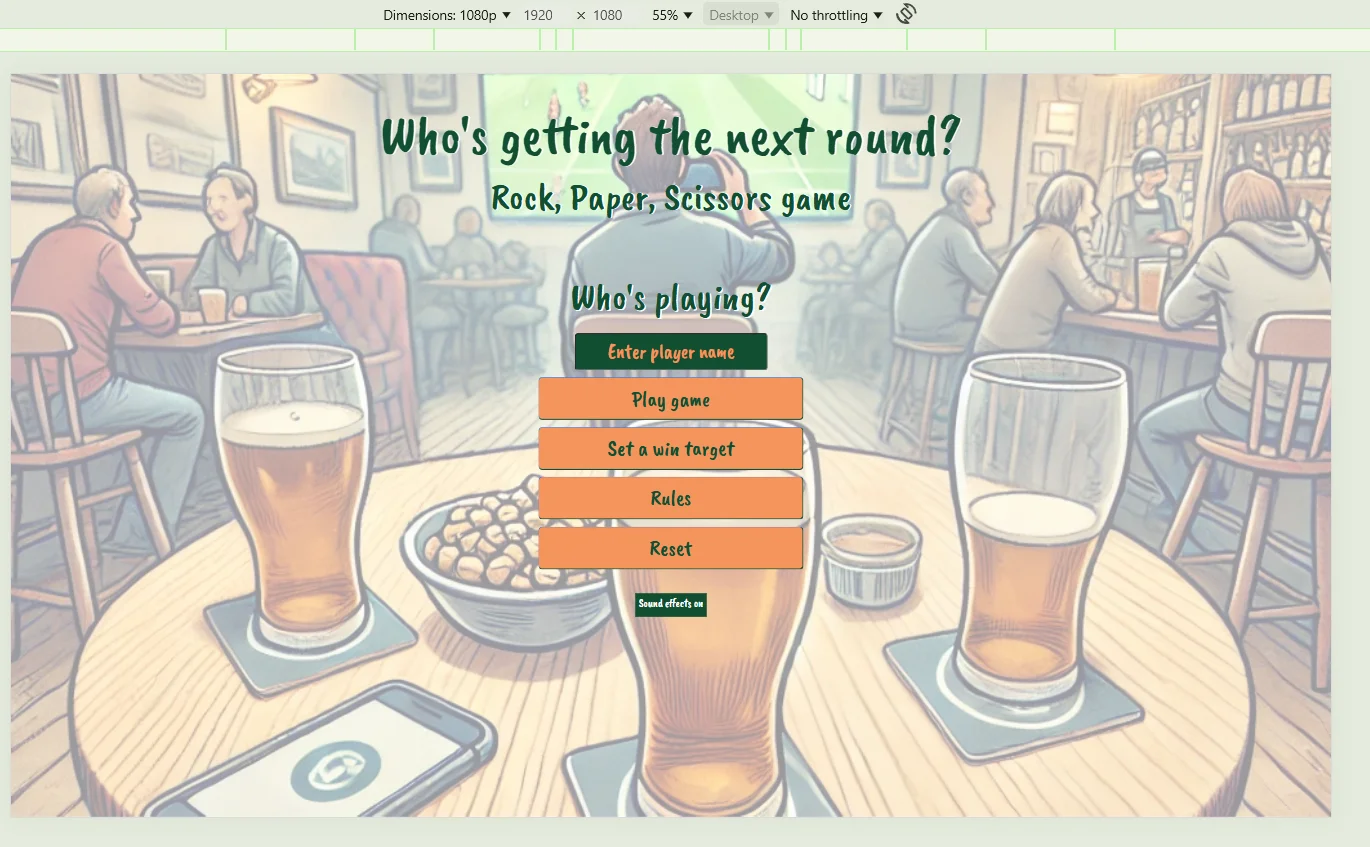 Dimensions: 1080p ▼ 1920 × 1080 55% ▼ Desktop ▼ No throttling ▼
Who's getting the next round?
Rock, Paper, Scissors game
Who's playing?
Enter player name
Play game
Set a win target
Rules
Reset
Sound effects on